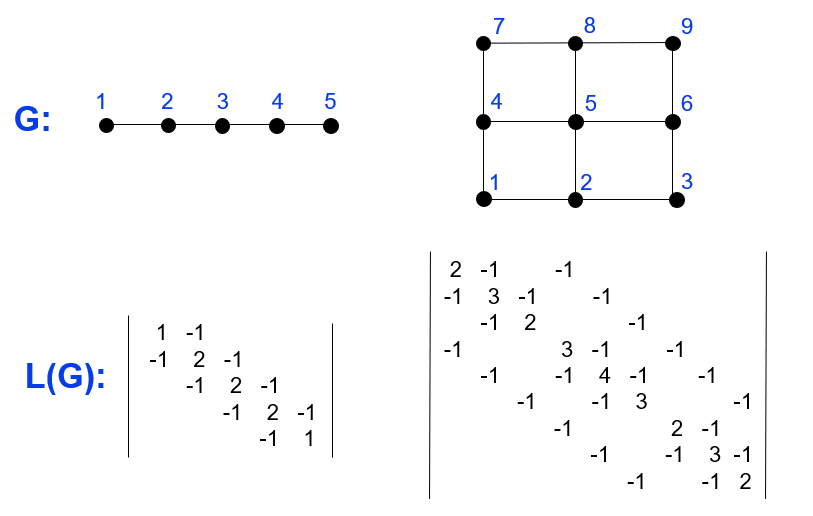 G:
1 2 3 4 5
7 8 9
4 5 6
1 2 3
L(G):
1 -1
-1 2 -1
-1 2 -1
-1 2 -1
-1 1
2 -1 -1
-1 3 -1 -1
-1 2 -1
-1 3 -1 -1
-1 -1 4 -1 -1
-1 -1 3 -1
-1 2 -1
-1 -1 3 -1
-1 -1 2